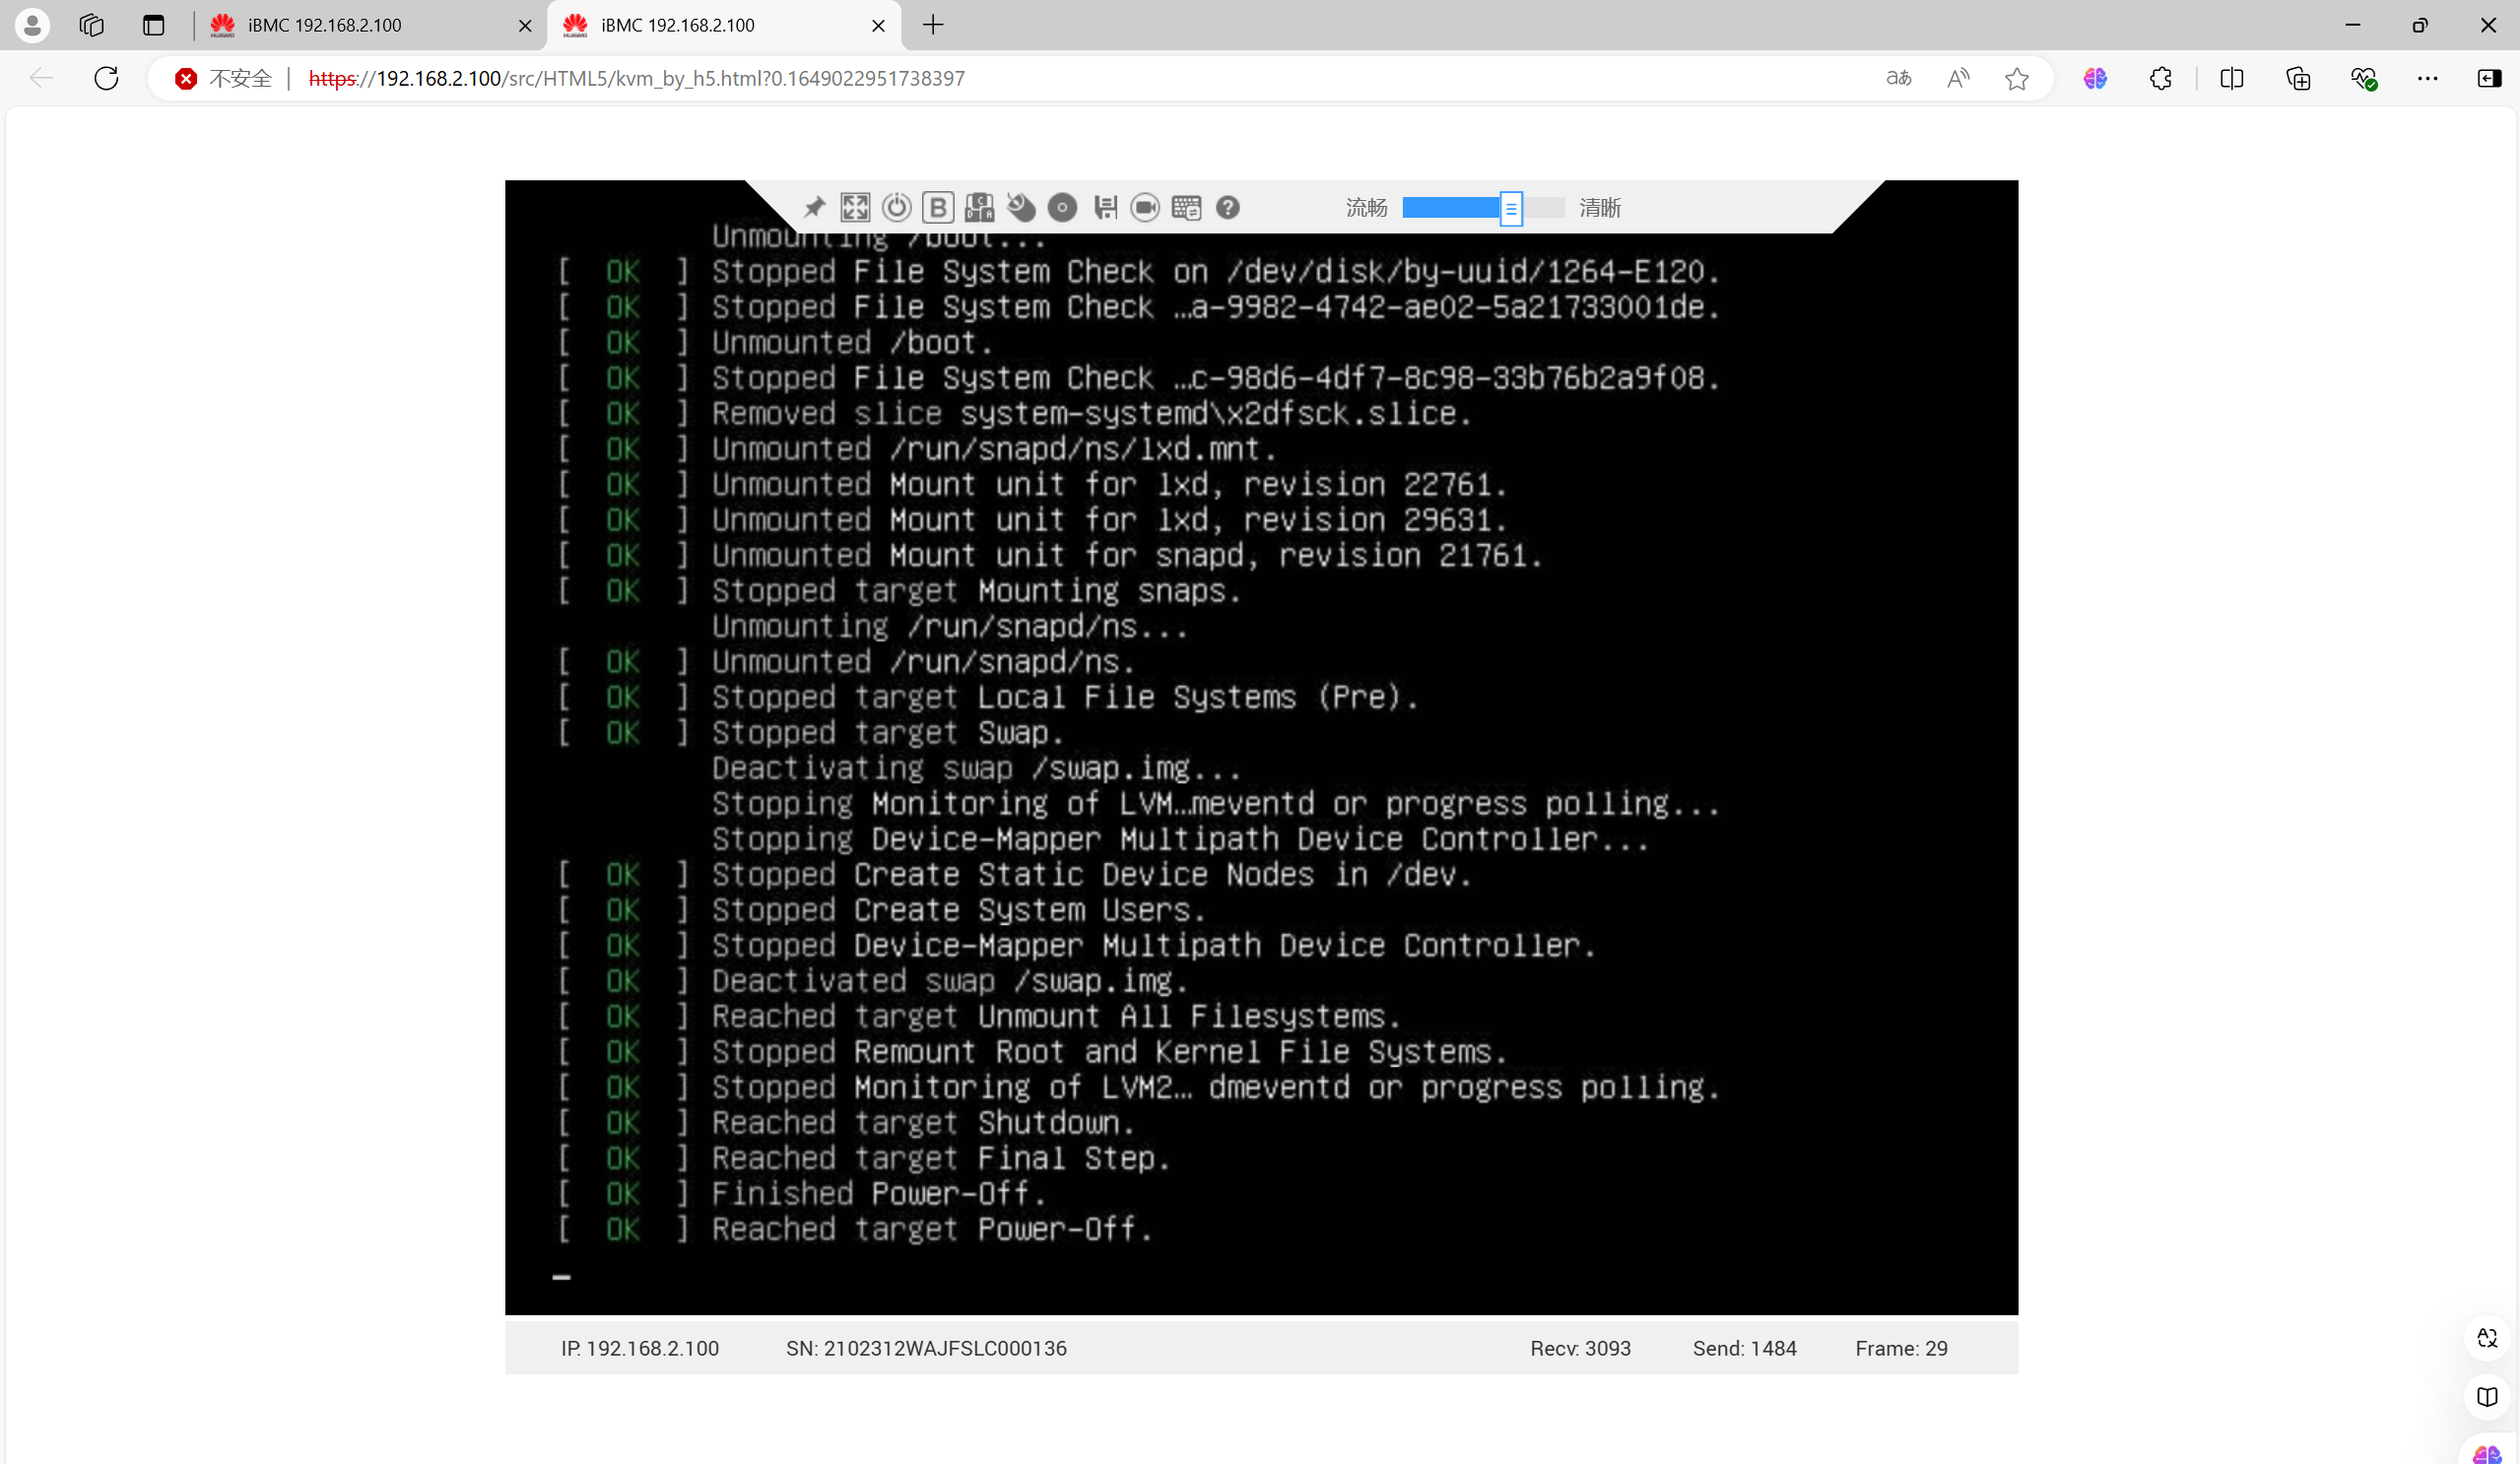 iBMC 192.168.2.100
iBMC 192.168.2.100
不安全 | https://192.168.2.100/src/HTML5/kvm_by_h5.html?0.1649022951738397
流畅 清晰
Unmounting /boot...
[ OK ] Stopped File System Check on /dev/disk/by-uuid/1264-E120.
[ OK ] Stopped File System Check …a-9982-4742-ae02-5a21733001de.
[ OK ] Unmounted /boot.
[ OK ] Stopped File System Check …c-98d6-4df7-8c98-33b76b2a9f08.
[ OK ] Removed slice system-systemd\x2dfsck.slice.
[ OK ] Unmounted /run/snapd/ns/lxd.mnt.
[ OK ] Unmounted Mount unit for lxd, revision 22761.
[ OK ] Unmounted Mount unit for lxd, revision 29631.
[ OK ] Unmounted Mount unit for snapd, revision 21761.
[ OK ] Stopped target Mounting snaps.
Unmounting /run/snapd/ns...
[ OK ] Unmounted /run/snapd/ns.
[ OK ] Stopped target Local File Systems (Pre).
[ OK ] Stopped target Swap.
Deactivating swap /swap.img...
Stopping Monitoring of LVM…meventd or progress polling...
Stopping Device-Mapper Multipath Device Controller...
[ OK ] Stopped Create Static Device Nodes in /dev.
[ OK ] Stopped Create System Users.
[ OK ] Stopped Device-Mapper Multipath Device Controller.
[ OK ] Deactivated swap /swap.img.
[ OK ] Reached target Unmount All Filesystems.
[ OK ] Stopped Remount Root and Kernel File Systems.
[ OK ] Stopped Monitoring of LVM2… dmeventd or progress polling.
[ OK ] Reached target Shutdown.
[ OK ] Reached target Final Step.
[ OK ] Finished Power-Off.
[ OK ] Reached target Power-Off.
IP: 192.168.2.100 SN: 2102312WAJFSLC000136 Recv: 3093 Send: 1484 Frame: 29